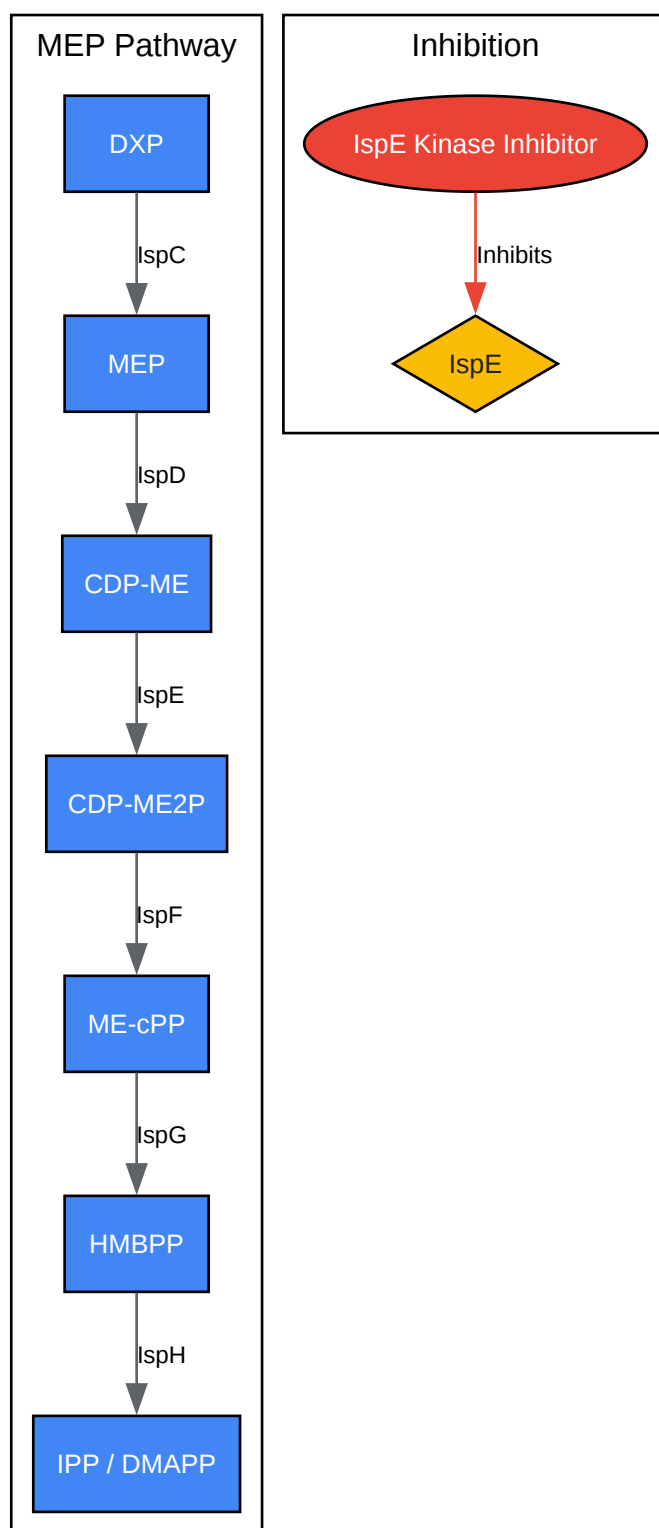 MEP Pathway
DXP
IspC
MEP
IspD
CDP-ME
IspE
CDP-ME2P
IspF
ME-cPP
IspG
HMBPP
IspH
IPP / DMAPP
Inhibition
IspE Kinase Inhibitor
Inhibits
IspE